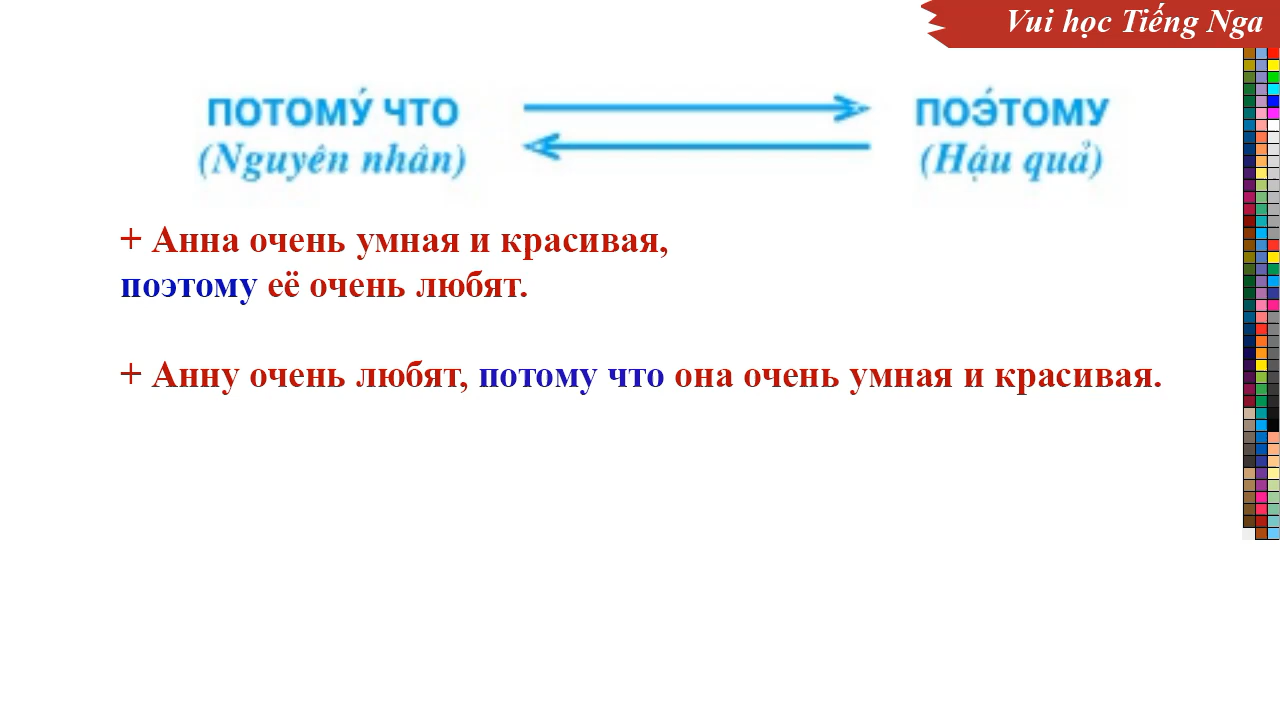 Vui học Tiếng Nga
ПОТОМУ́ ЧТО ПОЭ́ТОМУ
(Nguyên nhân) (Hậu quả)
+ Анна очень умная и красивая,
поэтому её очень любят.
+ Анну очень любят, потому что она очень умная и красивая.